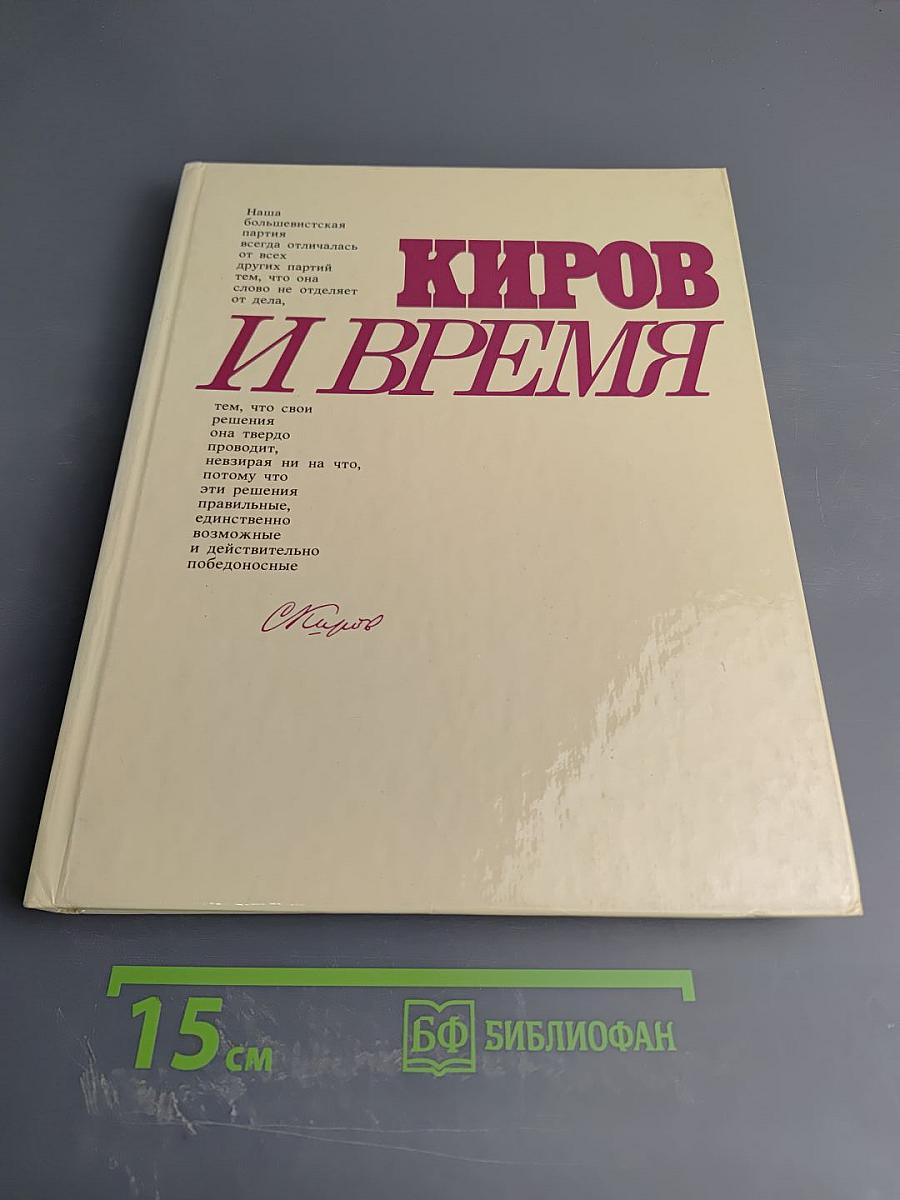 Наша
большевистская
партия
всегда отличалась
от всех
других партий
тем, что она
слово не отделяет
от дела,
КИРОВ
И ВРЕМЯ
тем, что свои
решения
она твердо
проводит,
невзирая ни на что,
потому что
эти решения
правильные,
единственно
возможные
и действительно
победоносные
С Киров
15 см
БФ БИБЛИОФАН